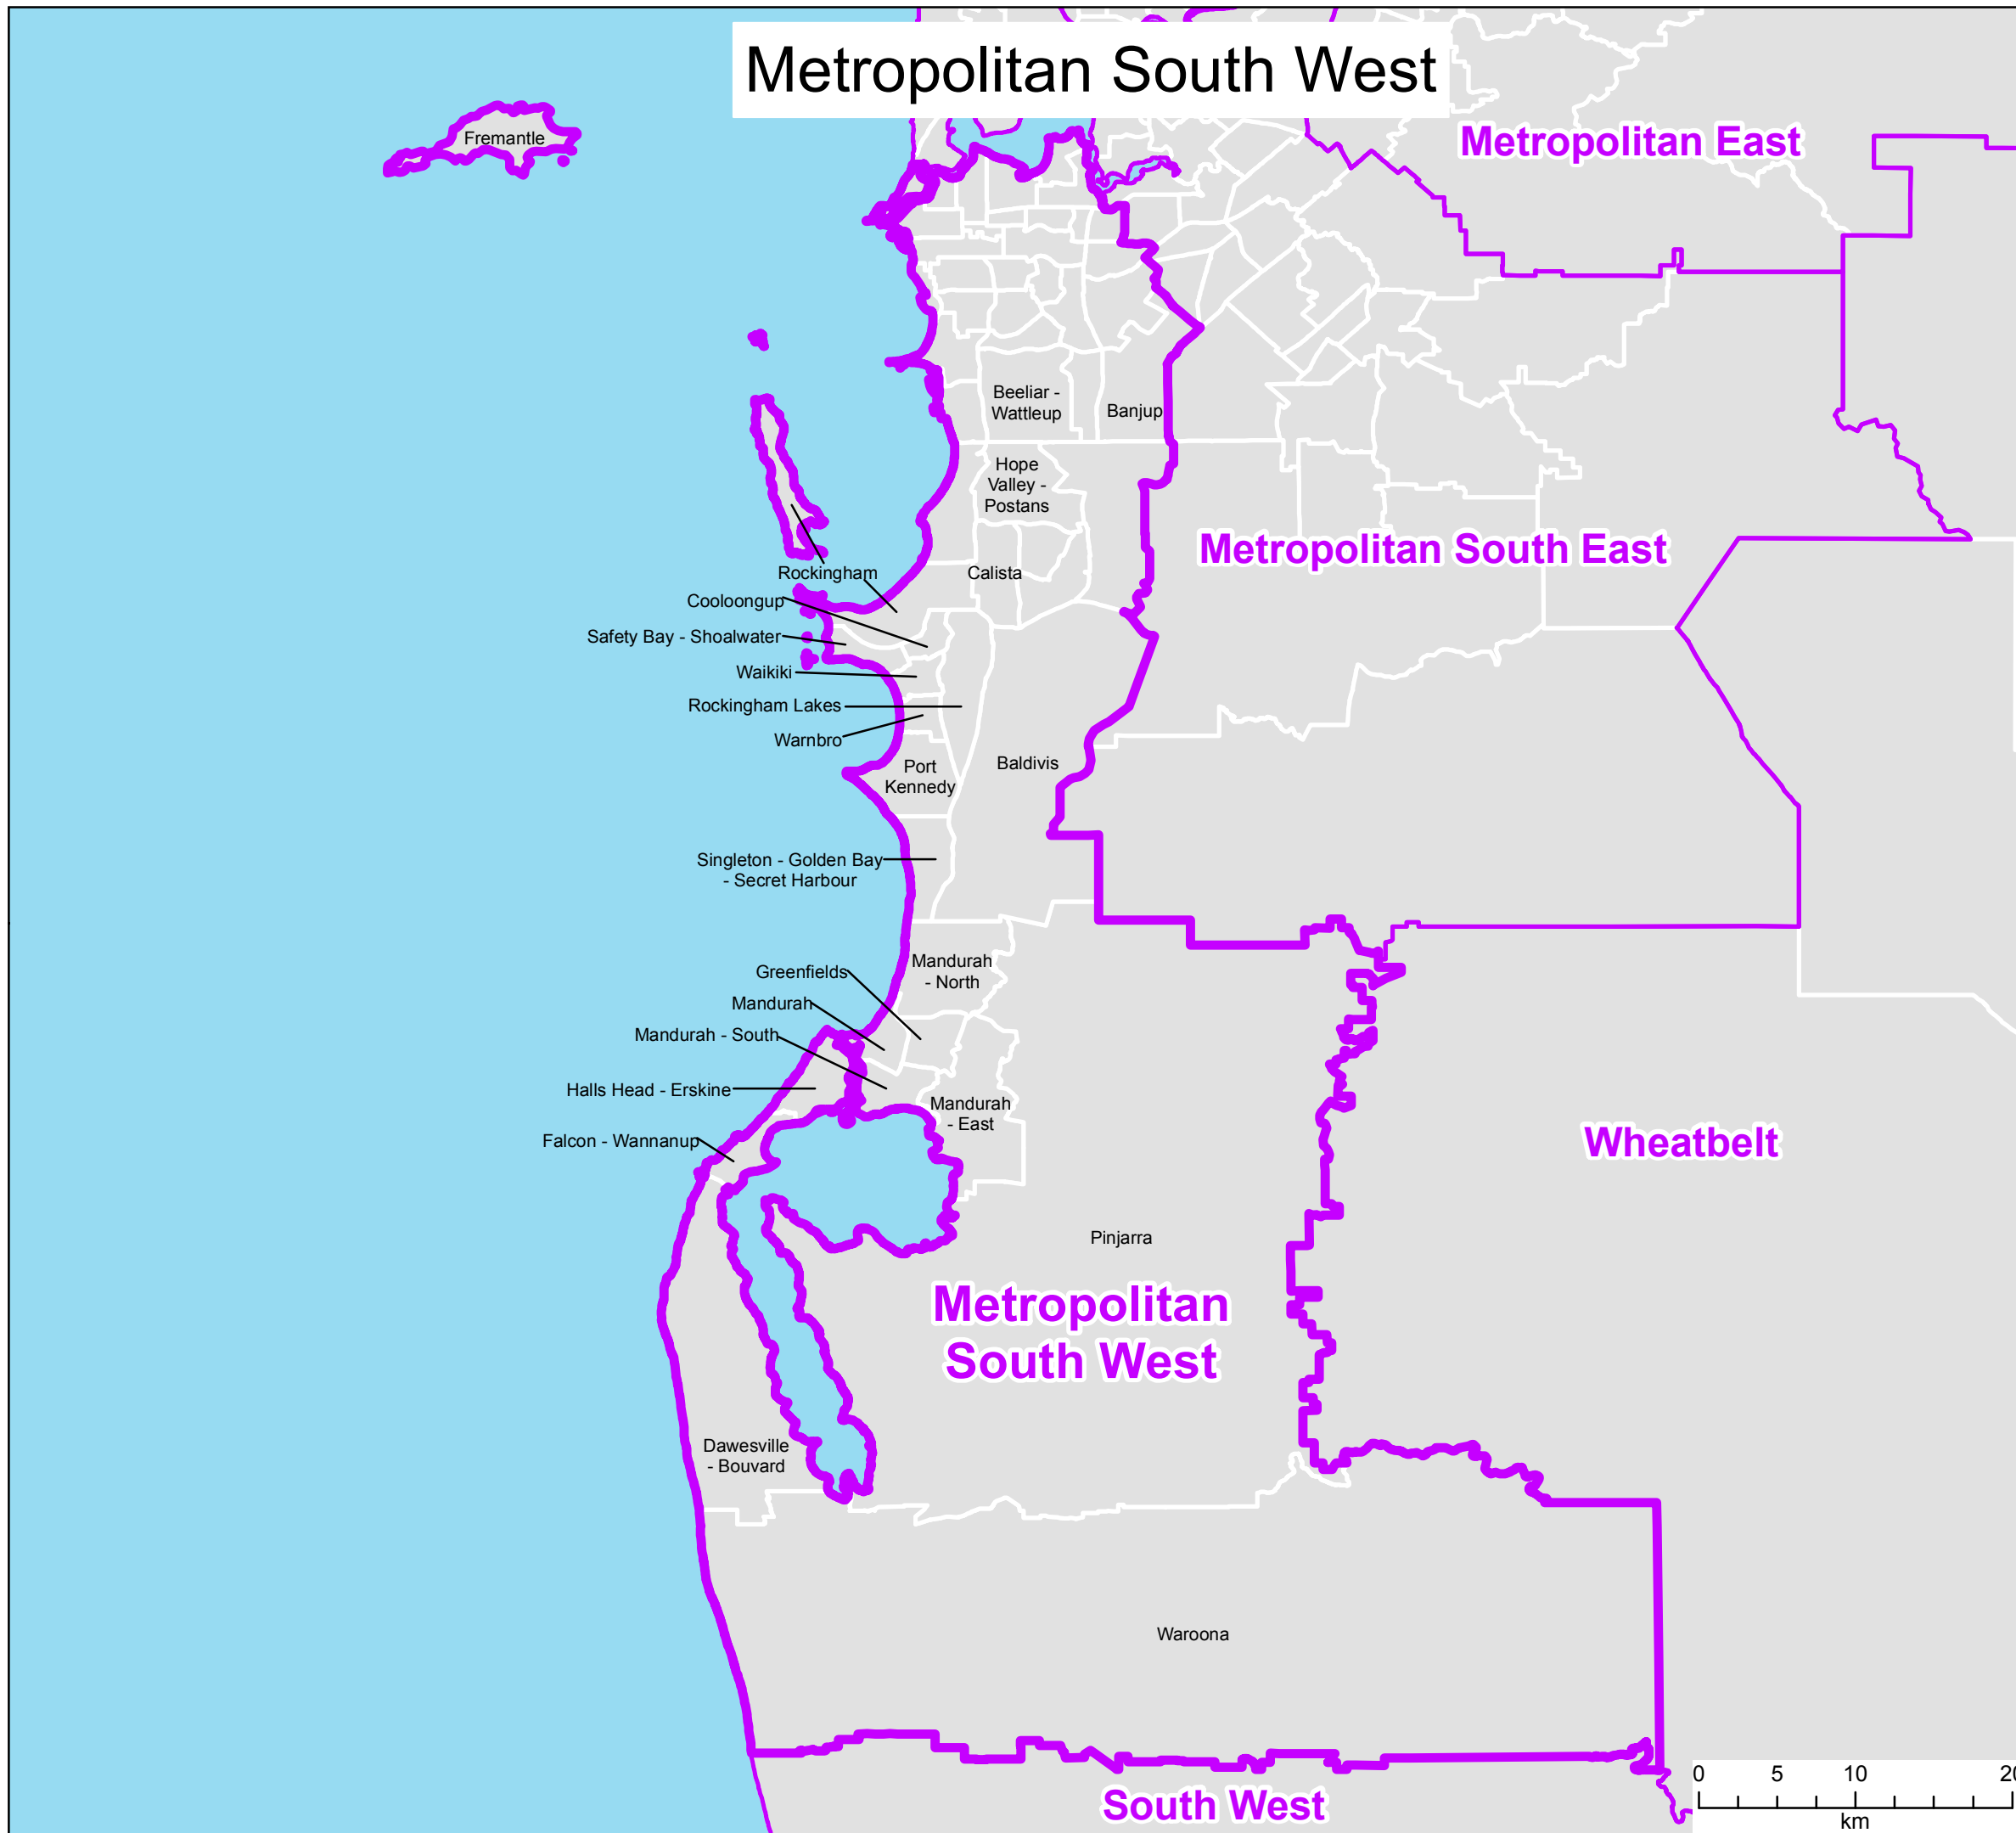 Metropolitan South West
Fremantle
Metropolitan East
Beeliar -
Wattleup
Banjup
Hope
Valley -
Postans
Metropolitan South East
Rockingham
Calista
Cooloongup
Safety Bay - Shoalwater
Waikiki
Rockingham Lakes
Warnbro
Baldivis
Port
Kennedy
Singleton - Golden Bay
- Secret Harbour
Mandurah
- North
Greenfields
Mandurah
Mandurah - South
Halls Head - Erskine
Mandurah
- East
Falcon - Wannanup
Wheatbelt
Pinjarra
Metropolitan
South West
Dawesville
- Bouvard
Waroona
South West
0 5 10 20
km